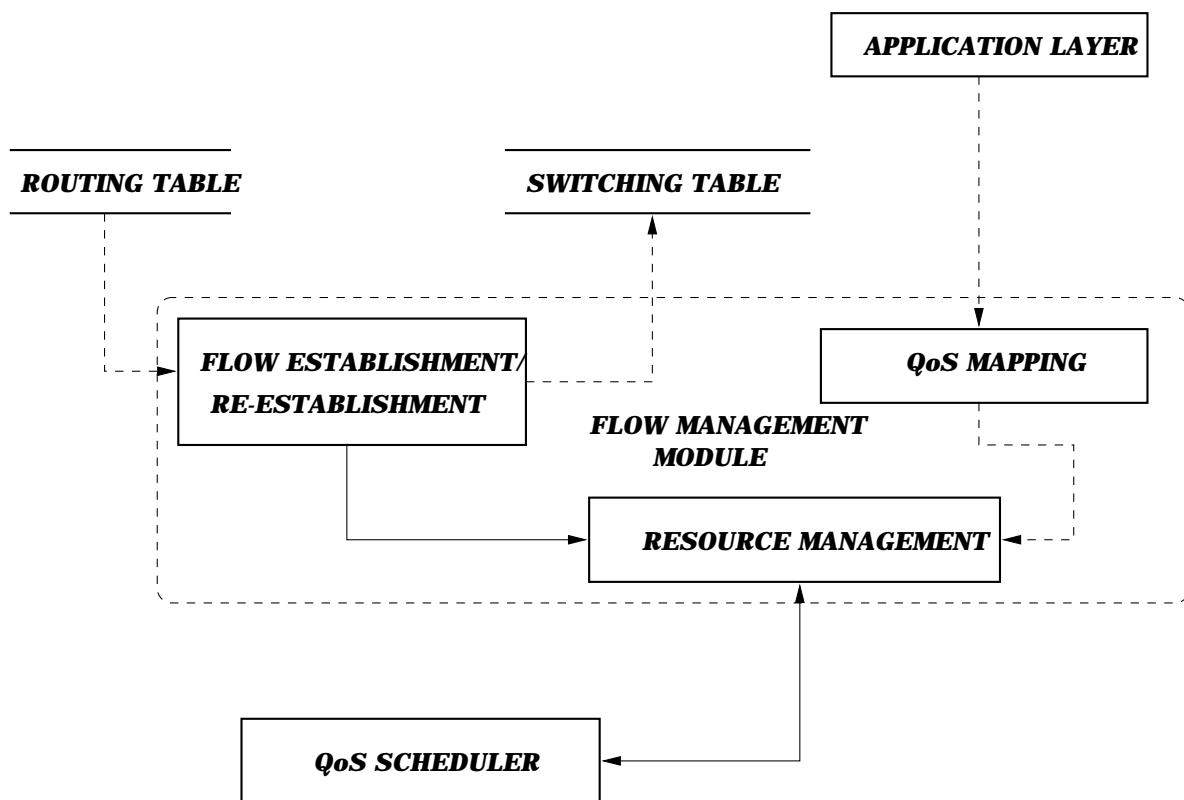 APPLICATION LAYER
ROUTING TABLE
SWITCHING TABLE
FLOW ESTABLISHMENT/
RE-ESTABLISHMENT
QoS MAPPING
FLOW MANAGEMENT
MODULE
RESOURCE MANAGEMENT
QoS SCHEDULER